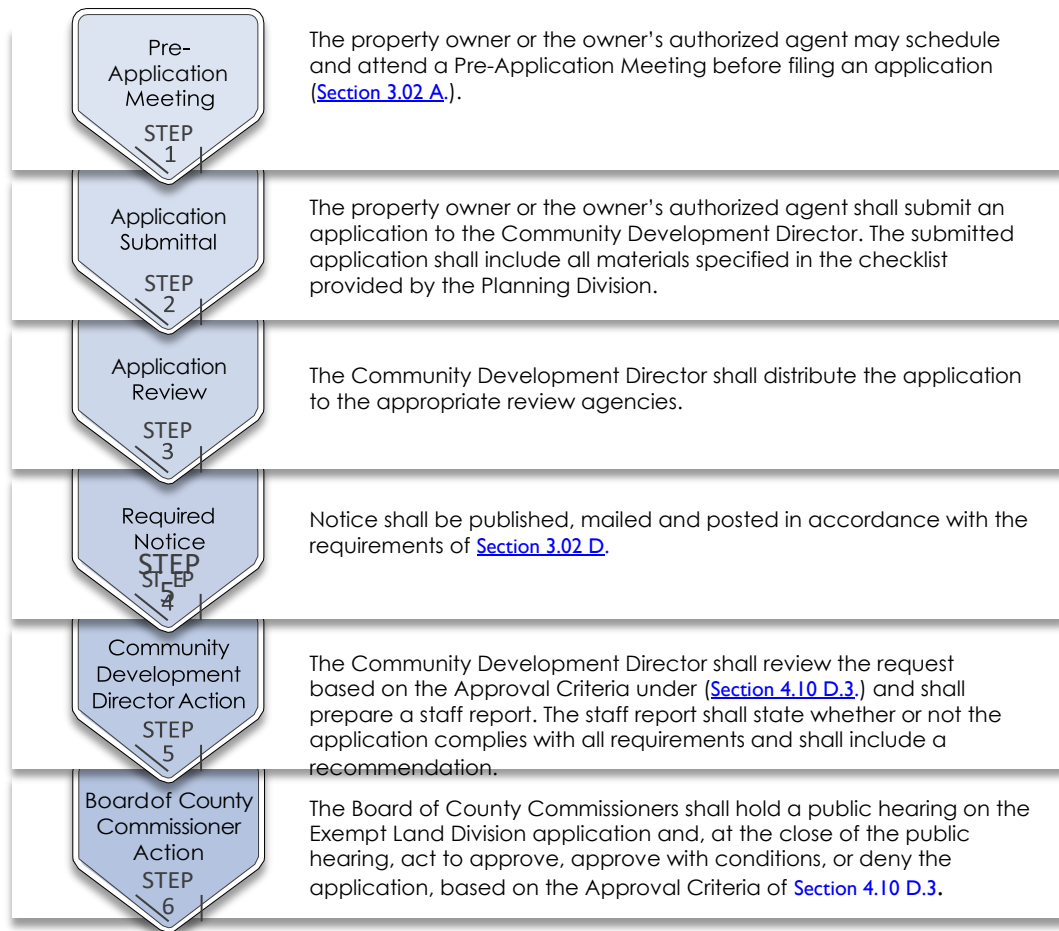 Pre-
Application
Meeting
STEP
1
The property owner or the owner’s authorized agent may schedule
and attend a Pre-Application Meeting before filing an application
(Section 3.02 A.).
Application
Submittal
STEP
2
The property owner or the owner’s authorized agent shall submit an
application to the Community Development Director. The submitted
application shall include all materials specified in the checklist
provided by the Planning Division.
Application
Review
STEP
3
The Community Development Director shall distribute the application
to the appropriate review agencies.
Required
Notice
STEP
5
STEP
4
Notice shall be published, mailed and posted in accordance with the
requirements of Section 3.02 D.
Community
Development
Director Action
STEP
5
The Community Development Director shall review the request
based on the Approval Criteria under (Section 4.10 D.3.) and shall
prepare a staff report. The staff report shall state whether or not the
application complies with all requirements and shall include a
recommendation.
Board of County
Commissioner
Action
STEP
6
The Board of County Commissioners shall hold a public hearing on the
Exempt Land Division application and, at the close of the public
hearing, act to approve, approve with conditions, or deny the
application, based on the Approval Criteria of Section 4.10 D.3.